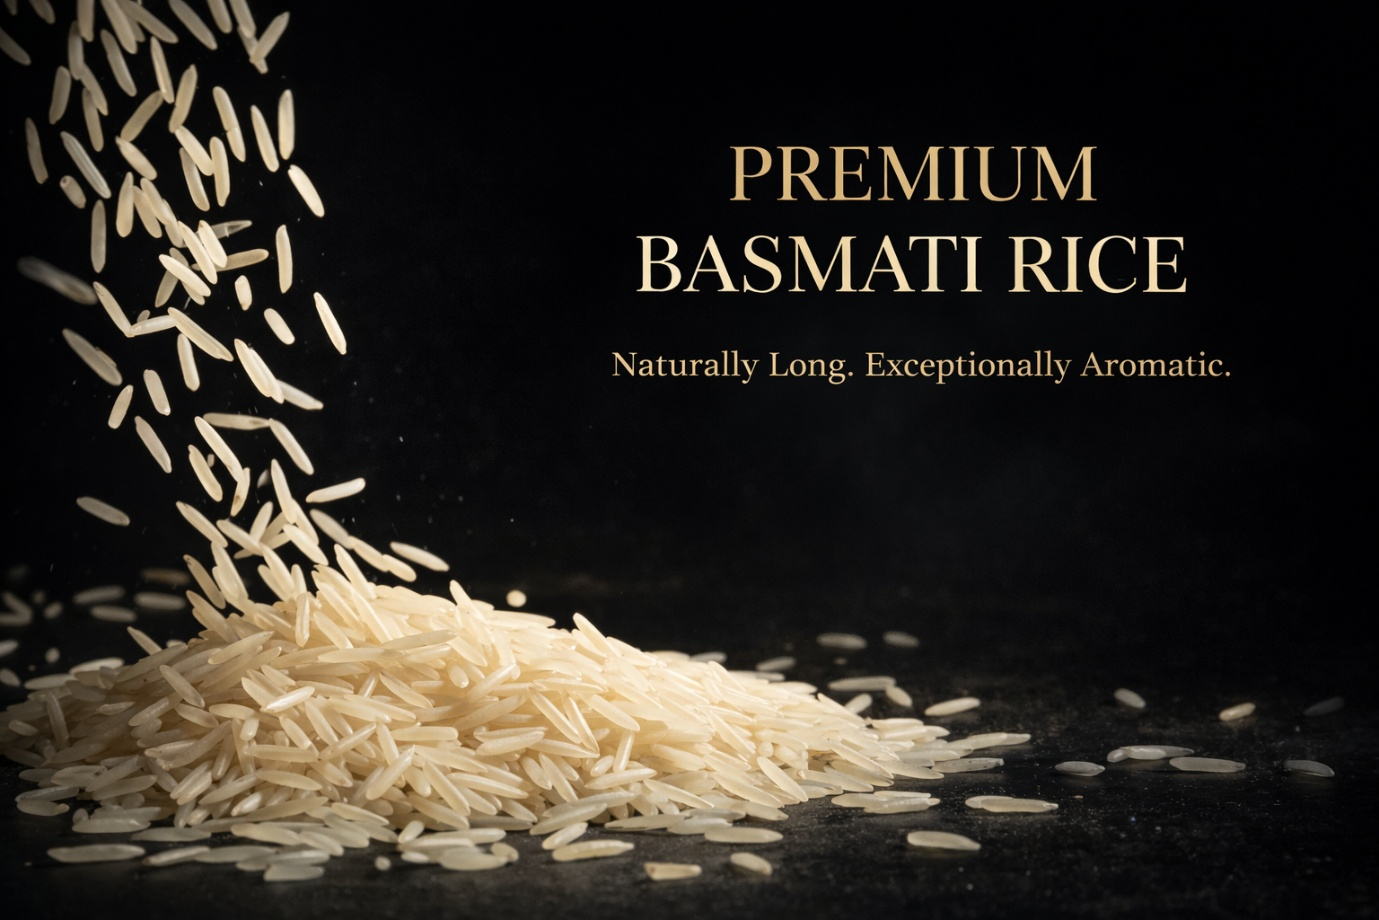 PREMIUM
BASMATI RICE
Naturally Long. Exceptionally Aromatic.